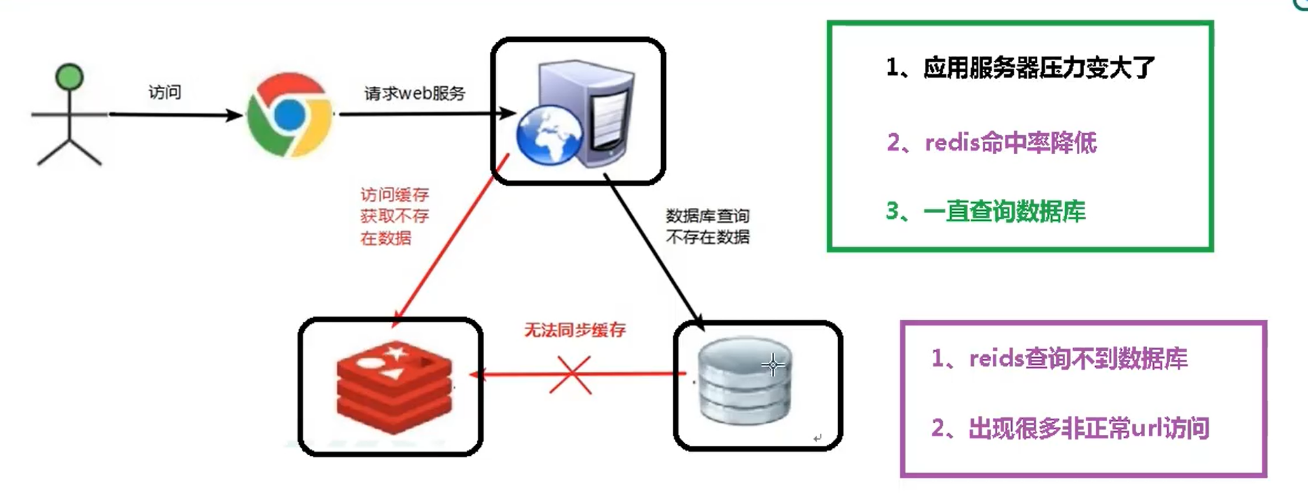 访问
请求web服务
访问缓存
获取不存
在数据
数据库查询
不存在数据
无法同步缓存
1、应用服务器压力变大了
2、redis命中率降低
3、一直查询数据库
1、reids查询不到数据库
2、出现很多非正常url访问